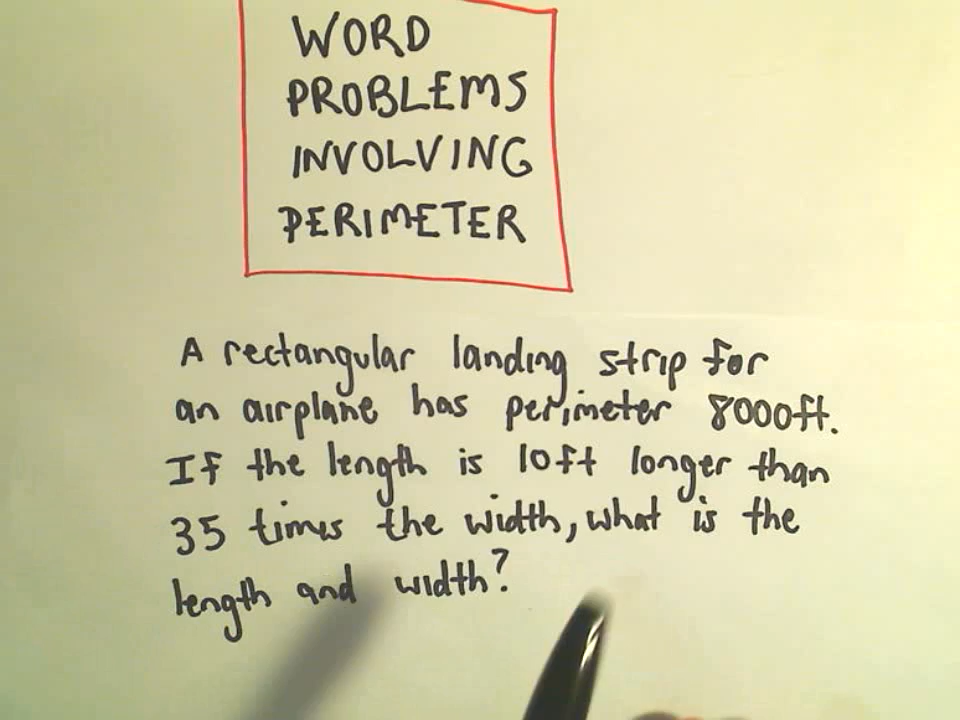 WORD
PROBLEMS
INVOLVING
PERIMETER
A rectangular landing strip for
an airplane has perimeter 8000ft.
If the length is 10ft longer than
35 times the width, what is the
length and width?